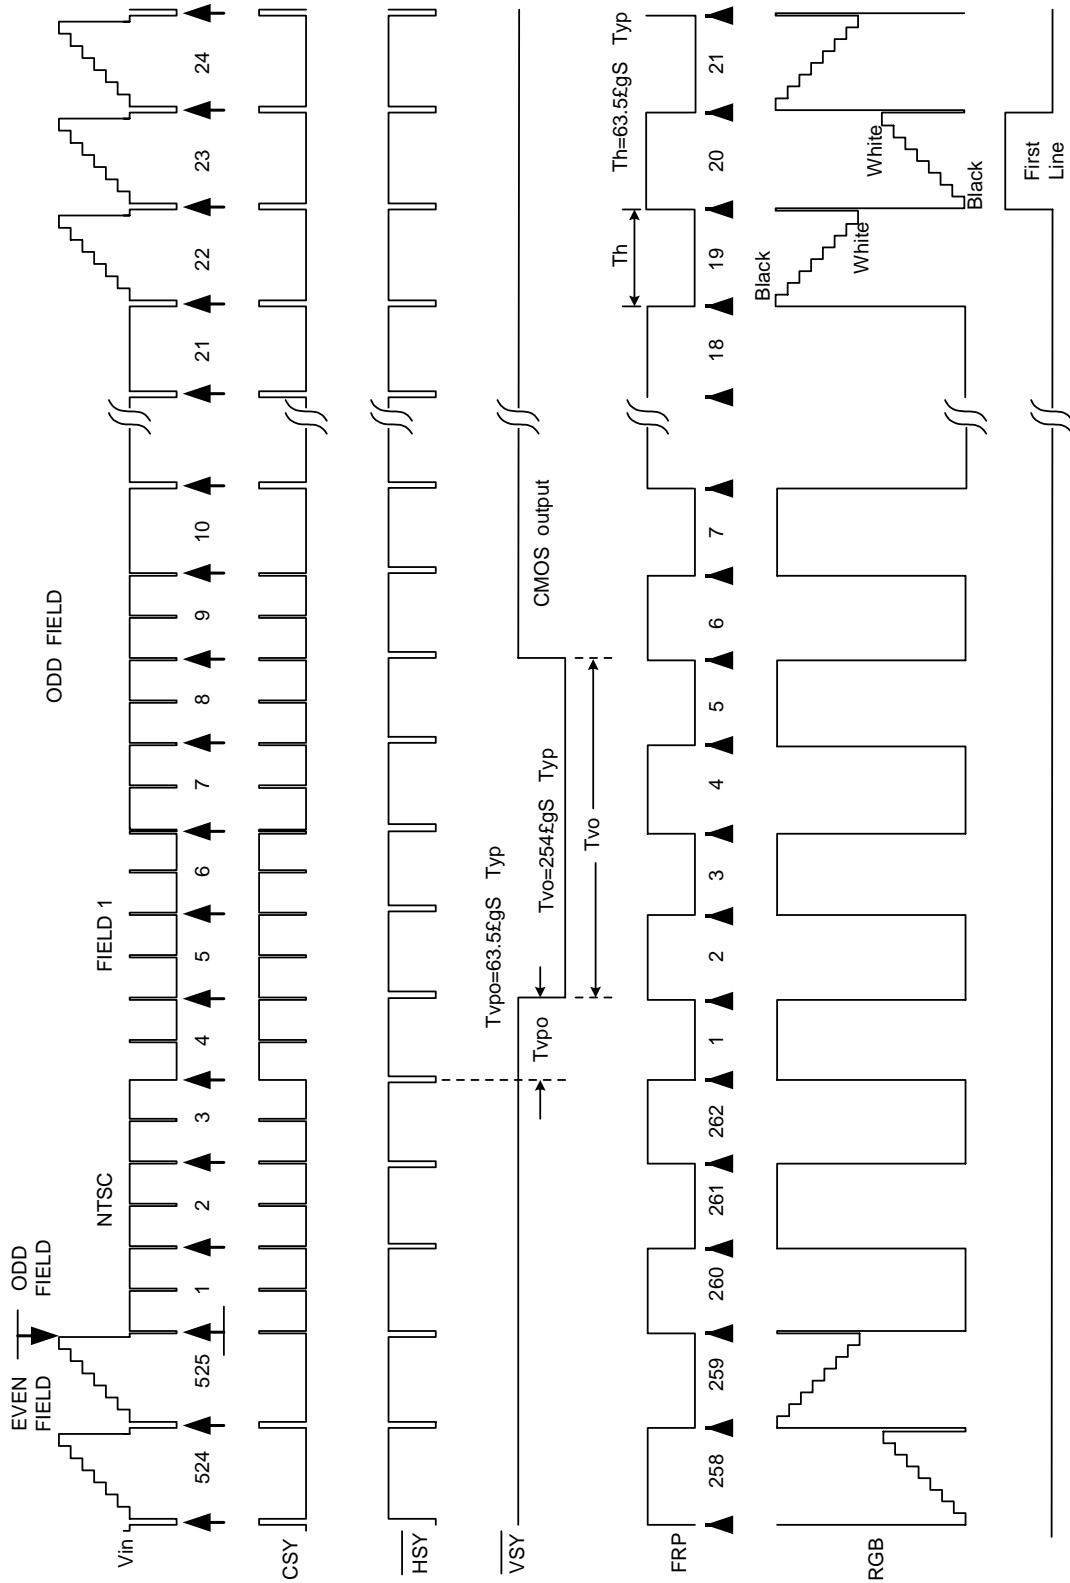 EVEN FIELD
ODD FIELD
NTSC
FIELD 1
ODD FIELD
Vin
524
525
1
2
3
4
5
6
7
8
9
10
21
22
23
24
CSY
HSY
Tvpo=63.5£gS Typ
VSY
Tvpo
Tvo=254£gS Typ
CMOS output
Tvo
Th
Th=63.5£gS Typ
FRP
258
259
260
261
262
1
2
3
4
5
6
7
18
19
20
21
RGB
Black
White
White
Black
First
Line